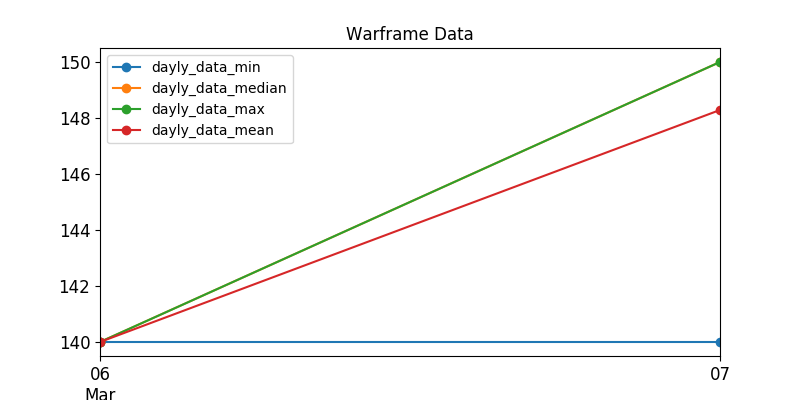 Warframe Data
150
148
146
144
142
140
dayly_data_min
dayly_data_median
dayly_data_max
dayly_data_mean
06
07
Mar